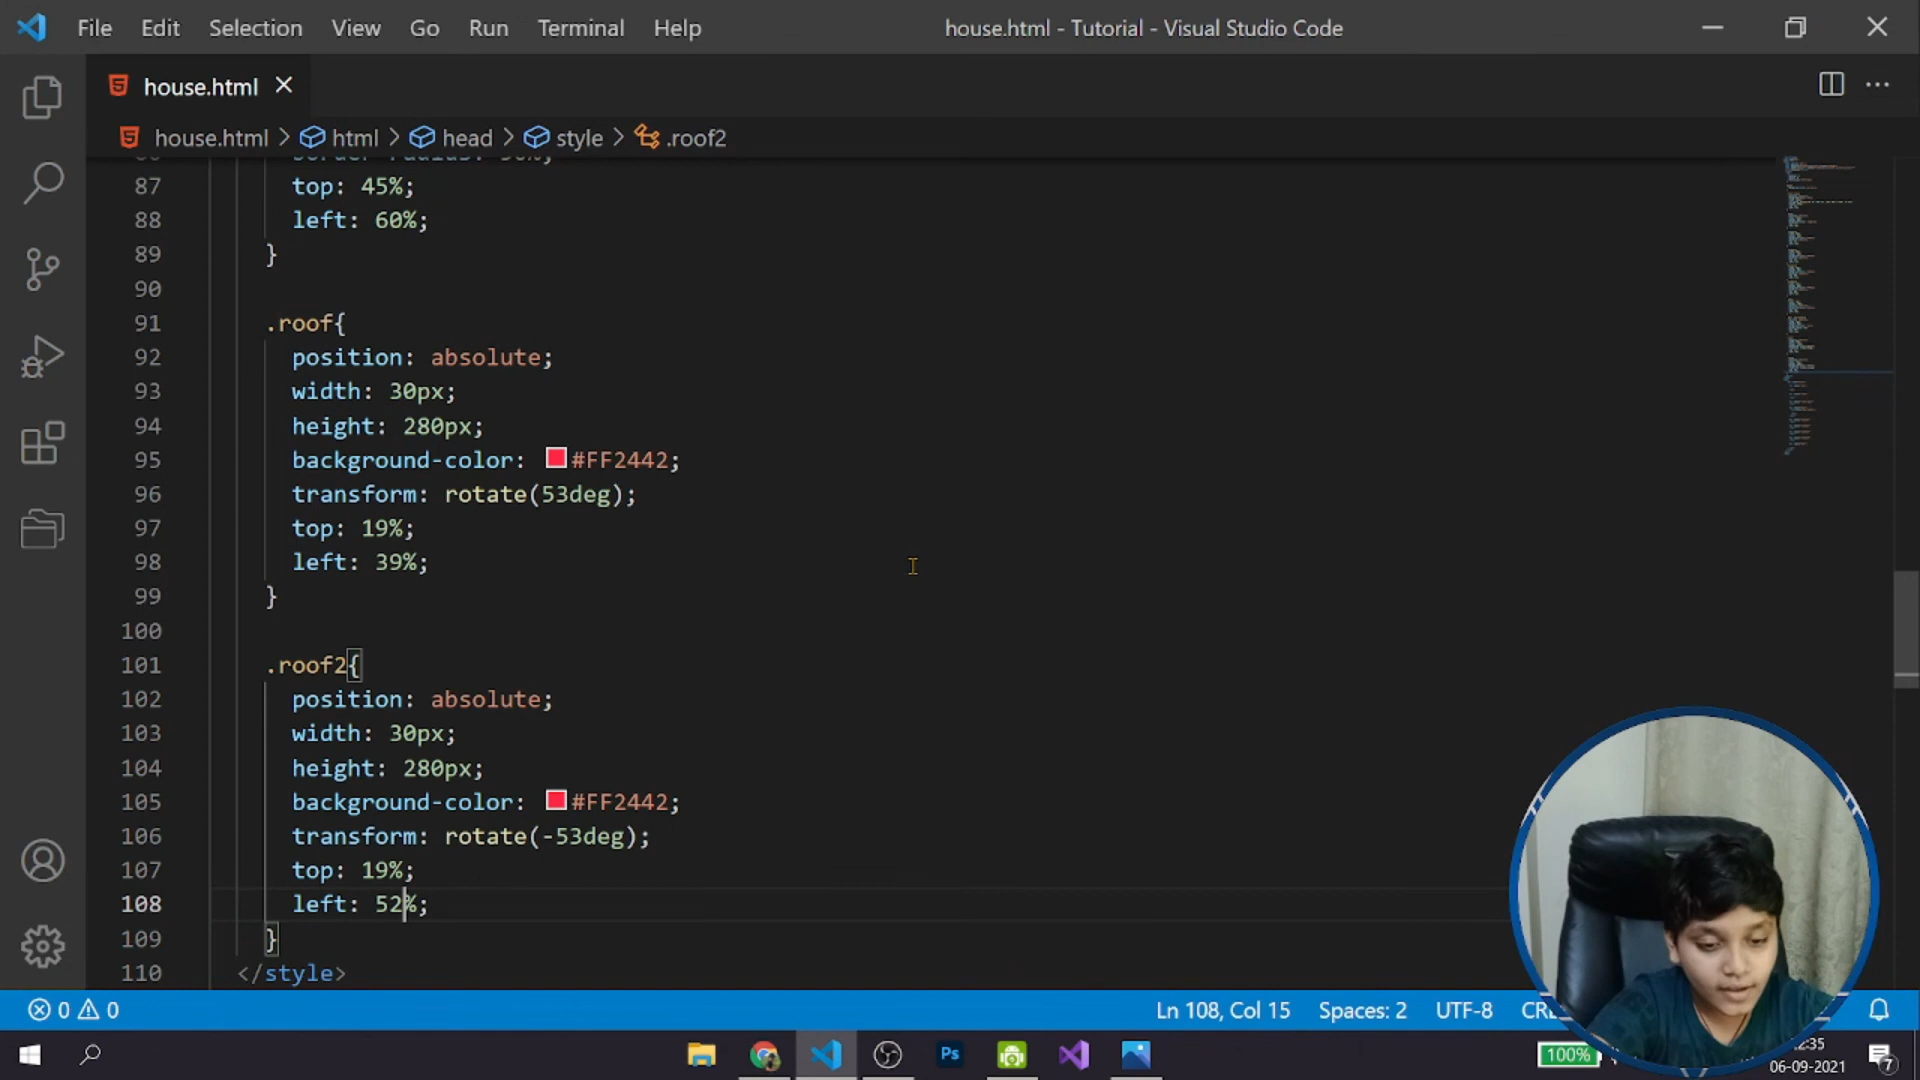 File Edit Selection View Go Run Terminal Help house.html - Tutorial - Visual Studio Code
house.html
house.html > html > head > style > .roof2
87 top: 45%;
88 left: 60%;
89 }
90
91 .roof{
92 position: absolute;
93 width: 30px;
94 height: 280px;
95 background-color: #FF2442;
96 transform: rotate(53deg);
97 top: 19%;
98 left: 39%;
99 }
100
101 .roof2{
102 position: absolute;
103 width: 30px;
104 height: 280px;
105 background-color: #FF2442;
106 transform: rotate(-53deg);
107 top: 19%;
108 left: 52%;
109 }
110 </style>
0 0 Ln 108, Col 15 Spaces: 2 UTF-8
Ps 100%
06-09-2021 7